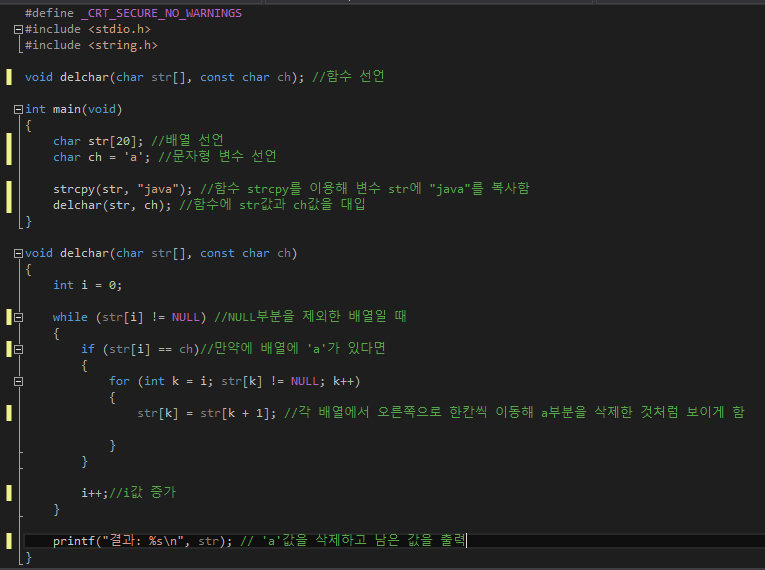 #define _CRT_SECURE_NO_WARNINGS
#include <stdio.h>
#include <string.h>
void delchar(char str[], const char ch); //함수 선언
int main(void)
{
char str[20]; //배열 선언
char ch = 'a'; //문자형 변수 선언
strcpy(str, "java"); //함수 strcpy를 이용해 변수 str에 "java"를 복사함
delchar(str, ch); //함수에 str값과 ch값을 대입
}
void delchar(char str[], const char ch)
{
int i = 0;
while (str[i] != NULL) //NULL부분을 제외한 배열일 때
{
if (str[i] == ch)//만약에 배열에 'a'가 있다면
{
for (int k = i; str[k] != NULL; k++)
{
str[k] = str[k + 1]; //각 배열에서 오른쪽으로 한칸씩 이동해 a부분을 삭제한 것처럼 보이게 함
}
}
i++;//i값 증가
}
printf("결과: %s\n", str); // 'a'값을 삭제하고 남은 값을 출력
}